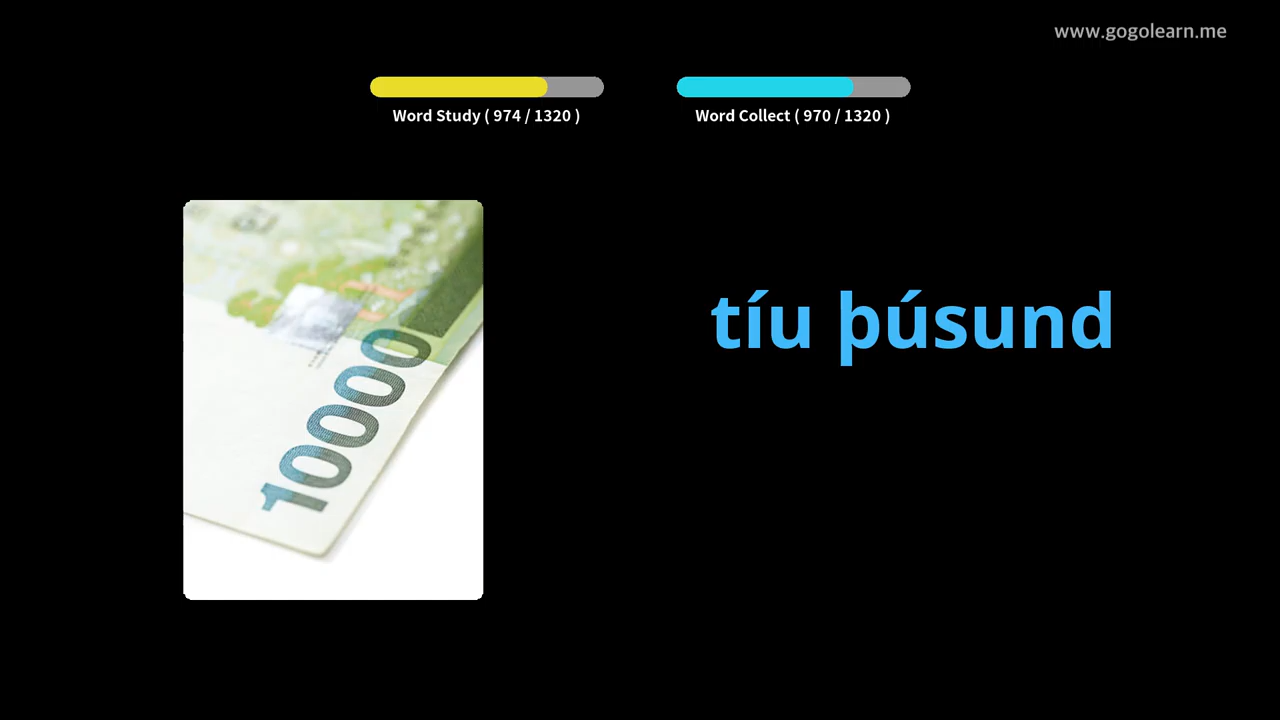 www.gogolearn.me
Word Study ( 974 / 1320 )
Word Collect ( 970 / 1320 )
10000
tíu þúsund